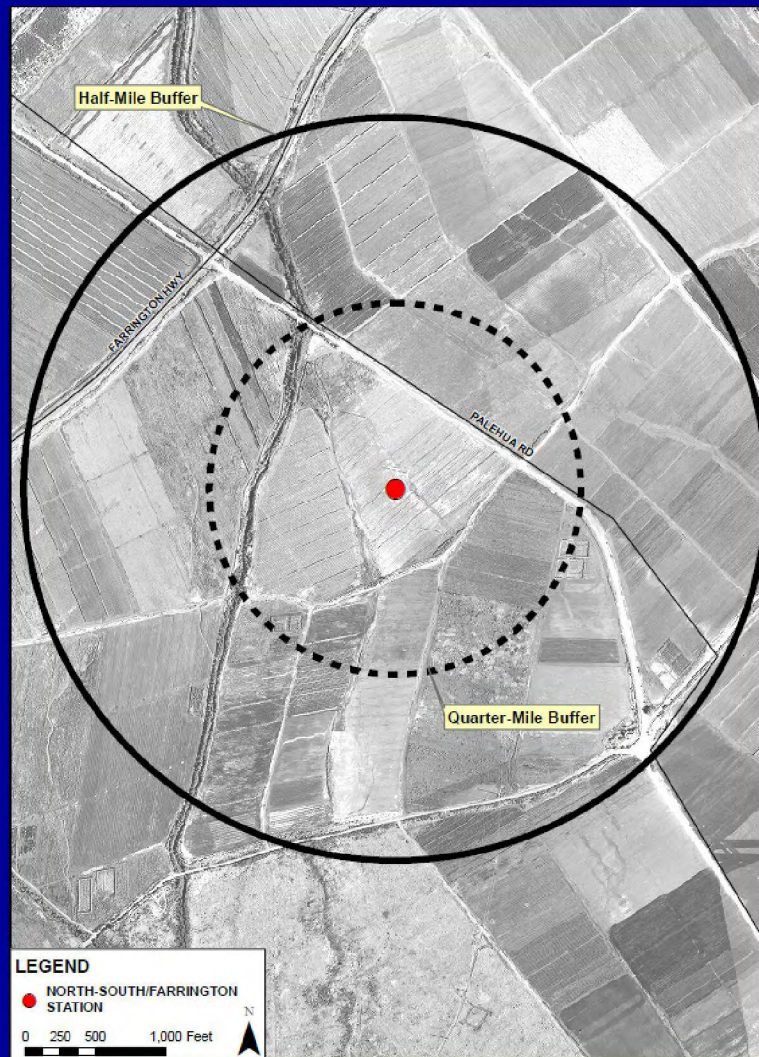 Half-Mile Buffer
FARRINGTON HWY
PALEHUA RD
Quarter-Mile Buffer
LEGEND
NORTH-SOUTH/FARRINGTON
STATION
N
0 250 500 1,000 Feet